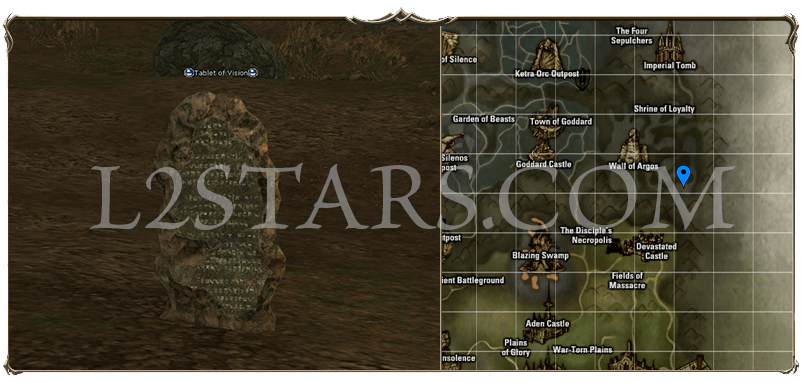 Tablet of Vision
The Four
Sepulchers
of Silence
Imperial Tomb
Ketra Orc Outpost
Shrine of Loyalty
Garden of Beasts
Town of Goddard
Silenos
post
Goddard Castle
Wall of Argos
L2STARS.COM
The Disciple's
Necropolis
tpost
Devastated
Castle
Blazing Swamp
ient Battleground
Fields of
Massacre
Aden Castle
Plains
of Glory
War-Torn Plains
nsolence